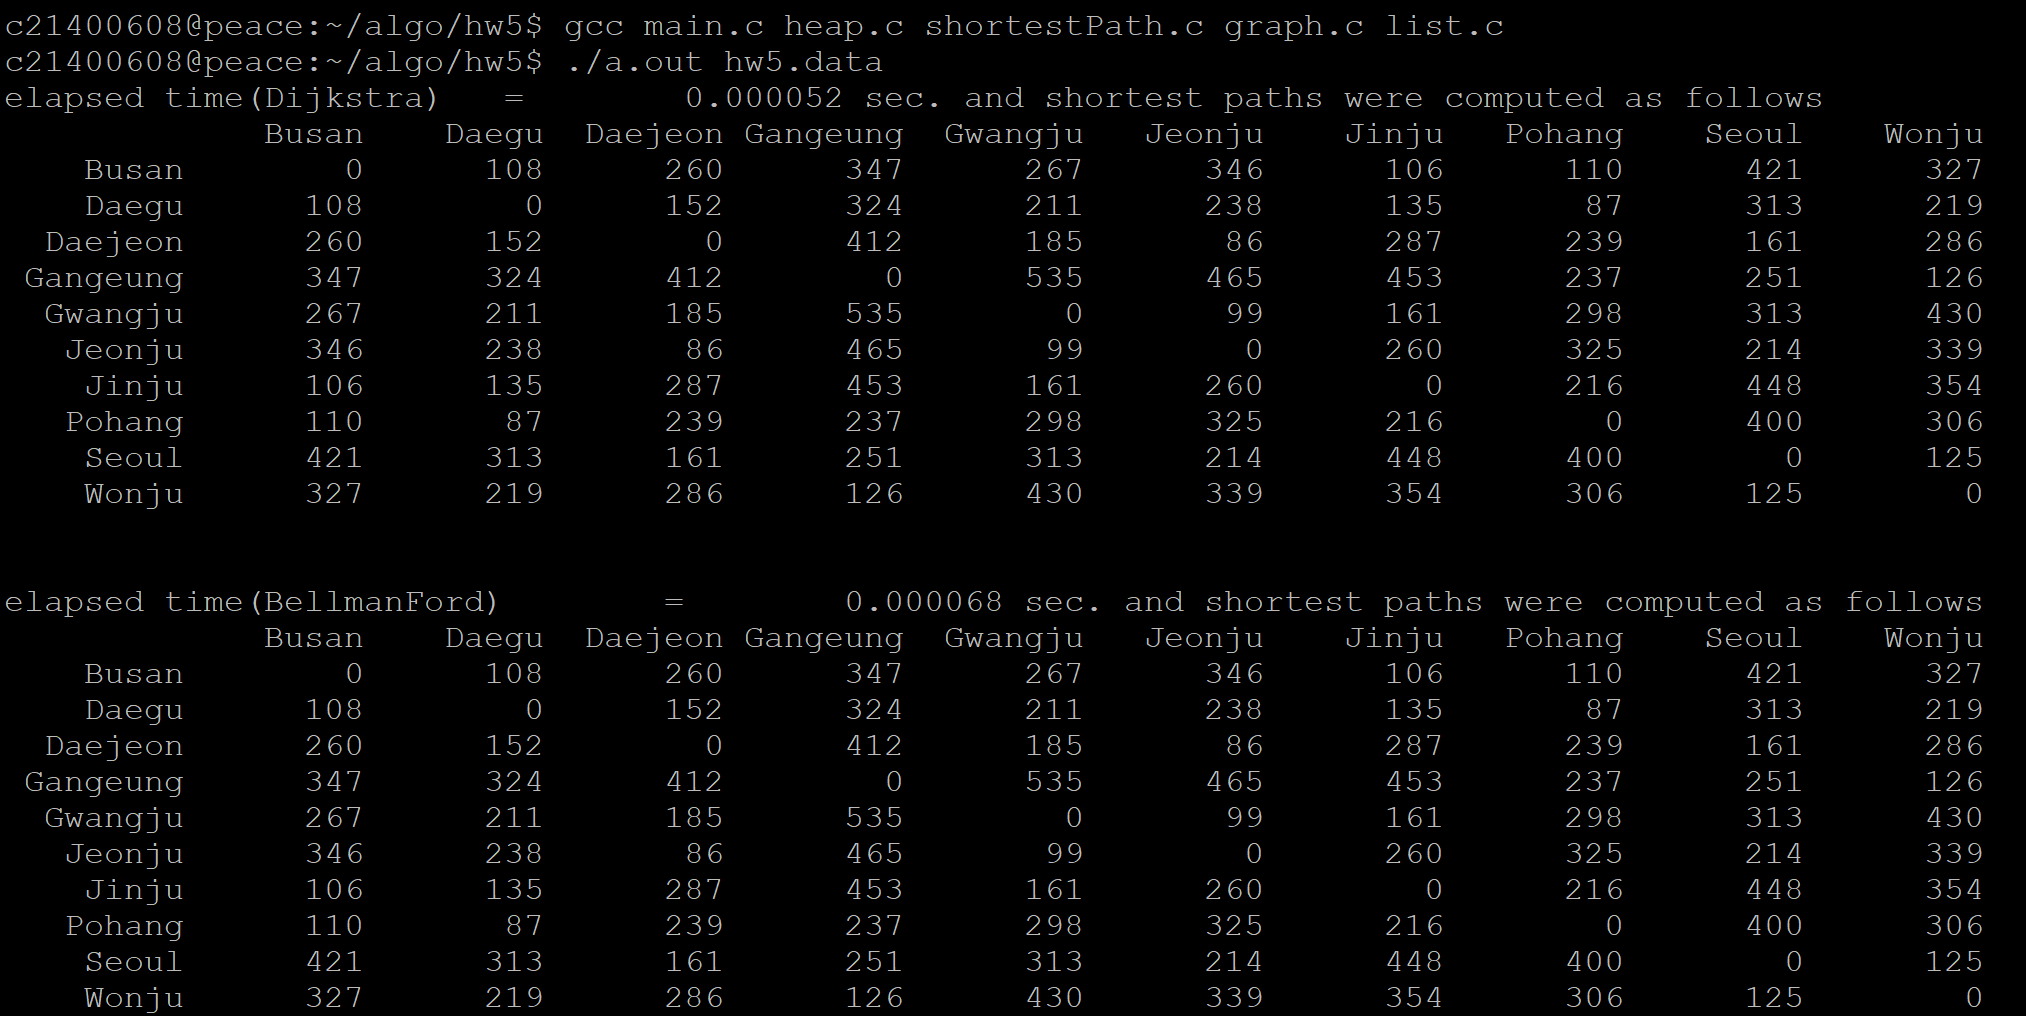 c21400608@peace:~/algo/hw5$ gcc main.c heap.c shortestPath.c graph.c list.c
c21400608@peace:~/algo/hw5$ ./a.out hw5.data
elapsed time(Dijkstra)   =        0.000052 sec. and shortest paths were computed as follows
             Busan    Daegu  Daejeon Gangeung  Gwangju   Jeonju    Jinju   Pohang    Seoul    Wonju
    Busan        0      108      260      347      267      346      106      110      421      327
    Daegu      108        0      152      324      211      238      135       87      313      219
  Daejeon      260      152        0      412      185       86      287      239      161      286
 Gangeung      347      324      412        0      535      465      453      237      251      126
  Gwangju      267      211      185      535        0       99      161      298      313      430
   Jeonju      346      238       86      465       99        0      260      325      214      339
    Jinju      106      135      287      453      161      260        0      216      448      354
   Pohang      110       87      239      237      298      325      216        0      400      306
    Seoul      421      313      161      251      313      214      448      400        0      125
    Wonju      327      219      286      126      430      339      354      306      125        0
elapsed time(BellmanFord)        =        0.000068 sec. and shortest paths were computed as follows
             Busan    Daegu  Daejeon Gangeung  Gwangju   Jeonju    Jinju   Pohang    Seoul    Wonju
    Busan        0      108      260      347      267      346      106      110      421      327
    Daegu      108        0      152      324      211      238      135       87      313      219
  Daejeon      260      152        0      412      185       86      287      239      161      286
 Gangeung      347      324      412        0      535      465      453      237      251      126
  Gwangju      267      211      185      535        0       99      161      298      313      430
   Jeonju      346      238       86      465       99        0      260      325      214      339
    Jinju      106      135      287      453      161      260        0      216      448      354
   Pohang      110       87      239      237      298      325      216        0      400      306
    Seoul      421      313      161      251      313      214      448      400        0      125
    Wonju      327      219      286      126      430      339      354      306      125        0